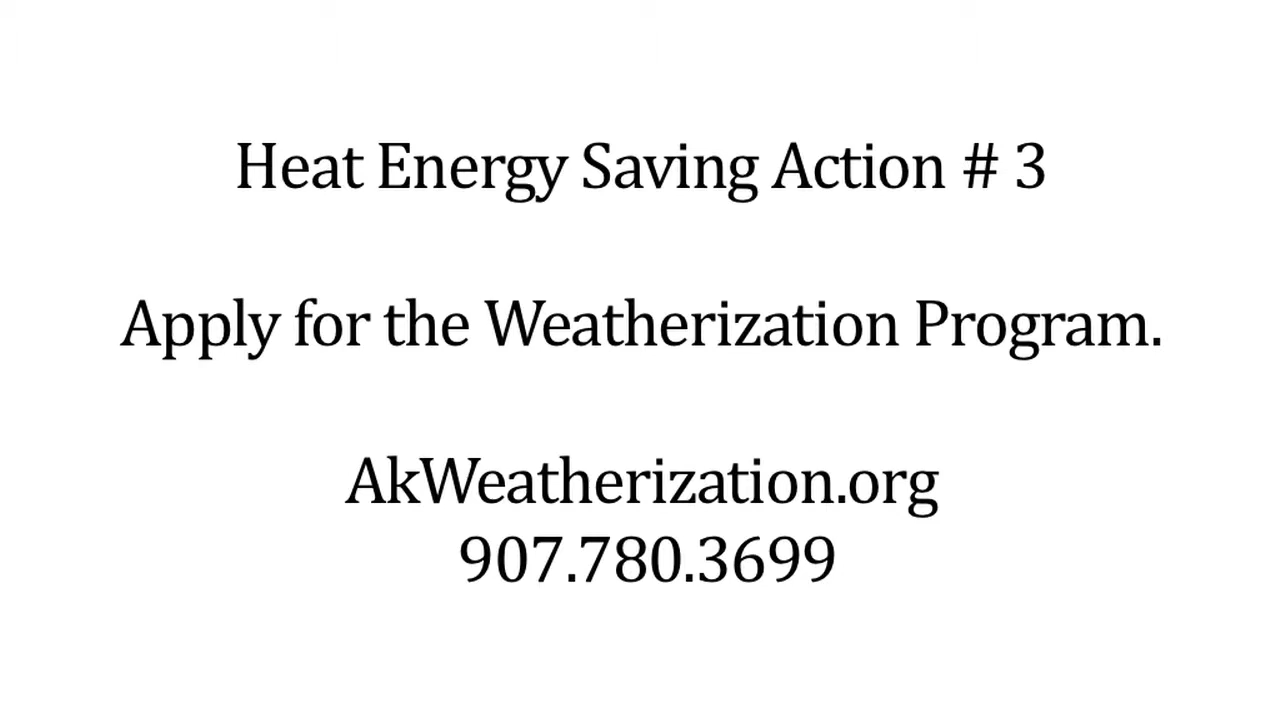 Heat Energy Saving Action # 3
Apply for the Weatherization Program.
AkWeatherization.org
907.780.3699